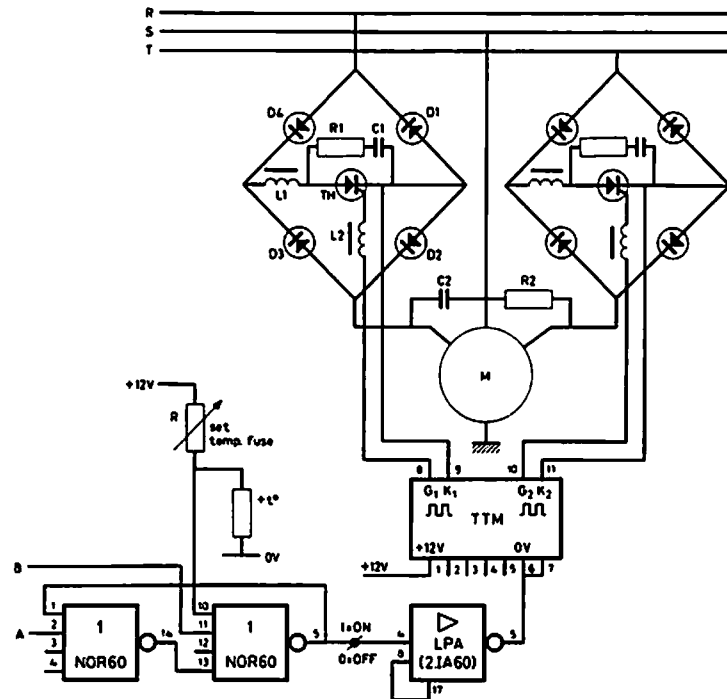 R
S
T
D4
D1
R1
C1
L1
TH
L2
D3
D2
C2
R2
M
+12V
R
set
temp. fuse
+t°
0V
8
9
10
11
G1 K1
G2 K2
TTM
+12V
0V
+12V
1
2
3
4
5
6
7
B
A
1
2
3
4
1
NOR60
14
10
11
12
13
1
NOR60
5
1:ON
0:OFF
4
8
17
LPA
(2.IA60)
5